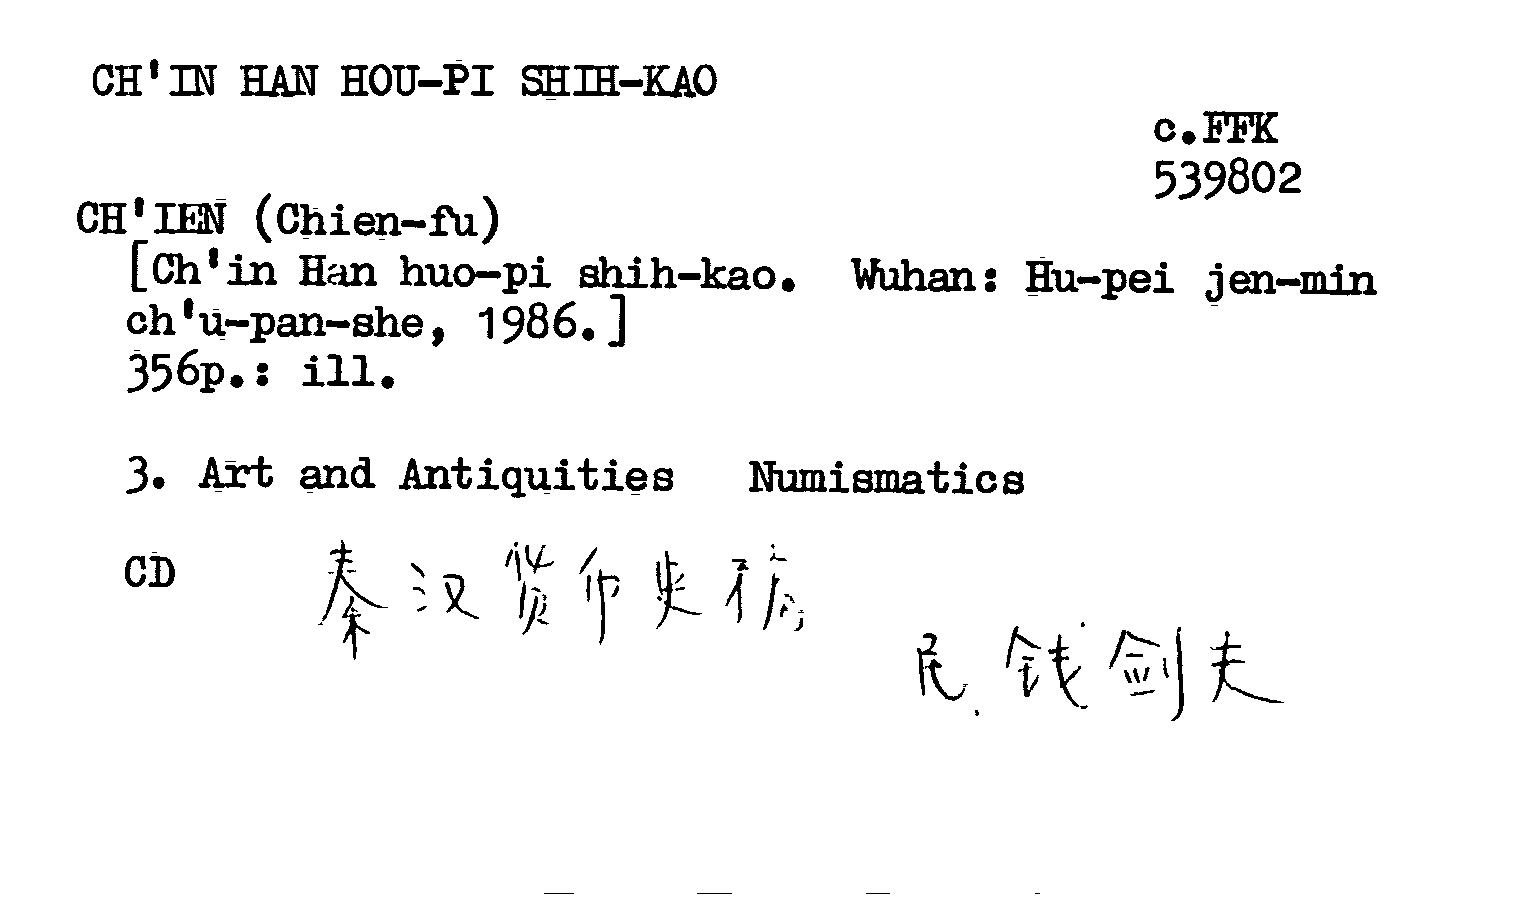 CH'IN HAN HOU-PI SHIH-KAO
c.FFK
539802
CH'IEN (Chien-fu)
[Ch'in Han huo-pi shih-kao. Wuhan: Hu-pei jen-min
ch'u-pan-she, 1986.]
356p.: ill.
3. Art and Antiquities Numismatics
CD 秦汉货币史稿
民. 钱剑夫